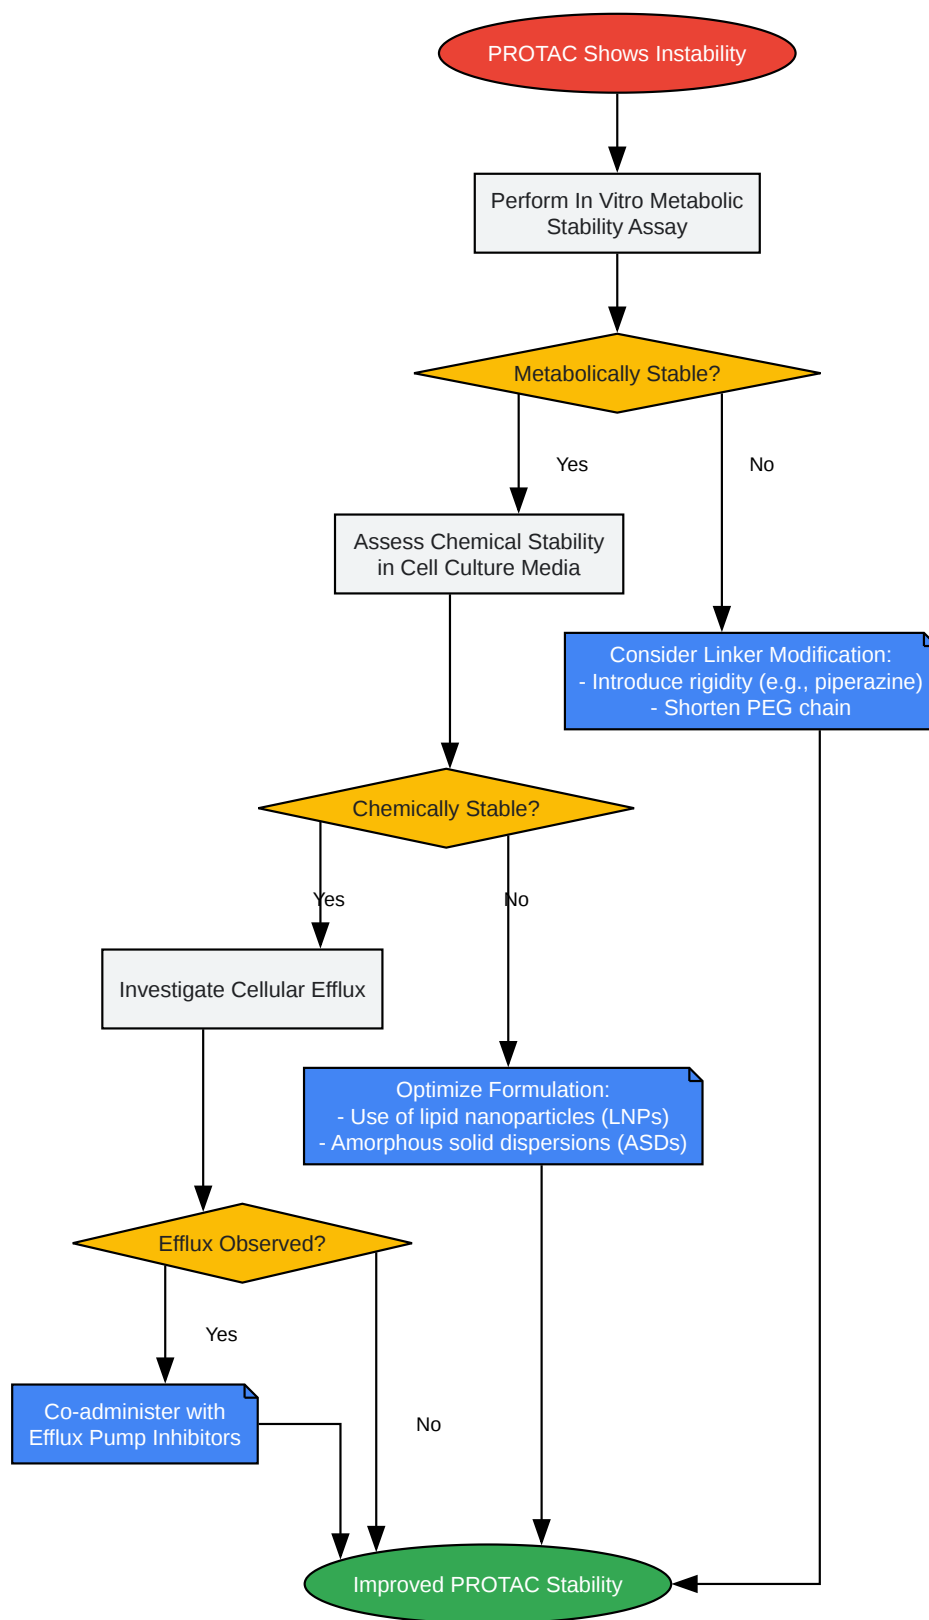 PROTAC Shows Instability
Perform In Vitro Metabolic
Stability Assay
Metabolically Stable?
Yes
No
Assess Chemical Stability
in Cell Culture Media
Consider Linker Modification:
- Introduce rigidity (e.g., piperazine)
- Shorten PEG chain
Chemically Stable?
Yes
No
Investigate Cellular Efflux
Optimize Formulation:
- Use of lipid nanoparticles (LNPs)
- Amorphous solid dispersions (ASDs)
Efflux Observed?
Yes
No
Co-administer with
Efflux Pump Inhibitors
Improved PROTAC Stability